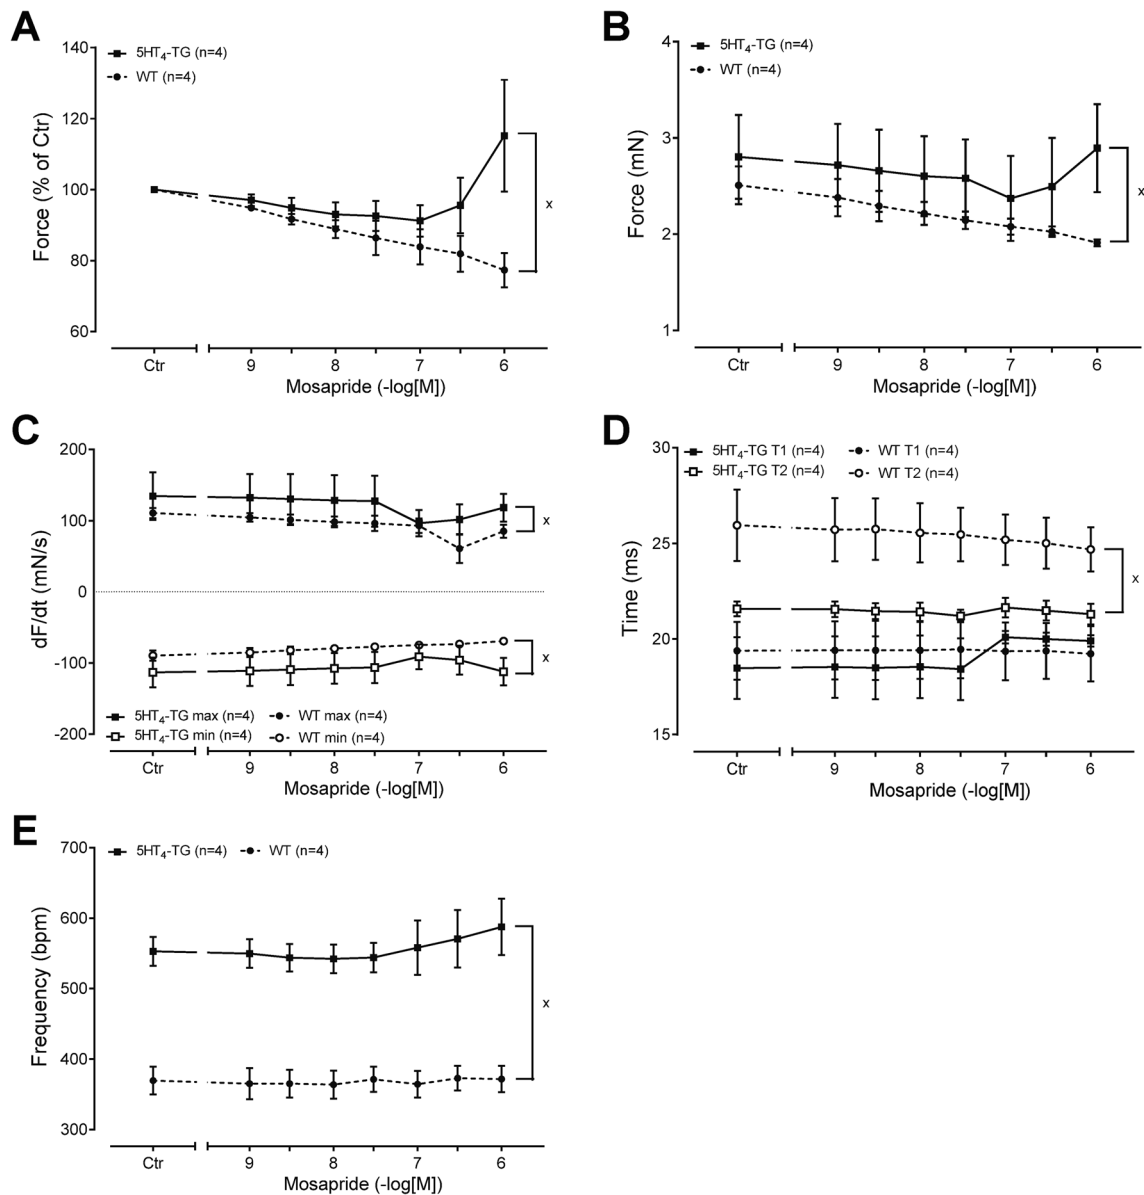 A
5HT4-TG (n=4)
WT (n=4)
Force (% of Ctr)
140
120
100
80
60
x
Ctr 9 8 7 6
Mosapride (-log[M])
B
5HT4-TG (n=4)
WT (n=4)
Force (mN)
4
3
2
1
x
Ctr 9 8 7 6
Mosapride (-log[M])
C
dF/dt (mN/s)
200
100
0
-100
-200
x
x
5HT4-TG max (n=4) WT max (n=4)
5HT4-TG min (n=4) WT min (n=4)
Ctr 9 8 7 6
Mosapride (-log[M])
D
5HT4-TG T1 (n=4) WT T1 (n=4)
5HT4-TG T2 (n=4) WT T2 (n=4)
Time (ms)
30
25
20
15
x
Ctr 9 8 7 6
Mosapride (-log[M])
E
5HT4-TG (n=4) WT (n=4)
Frequency (bpm)
700
600
500
400
300
x
Ctr 9 8 7 6
Mosapride (-log[M])